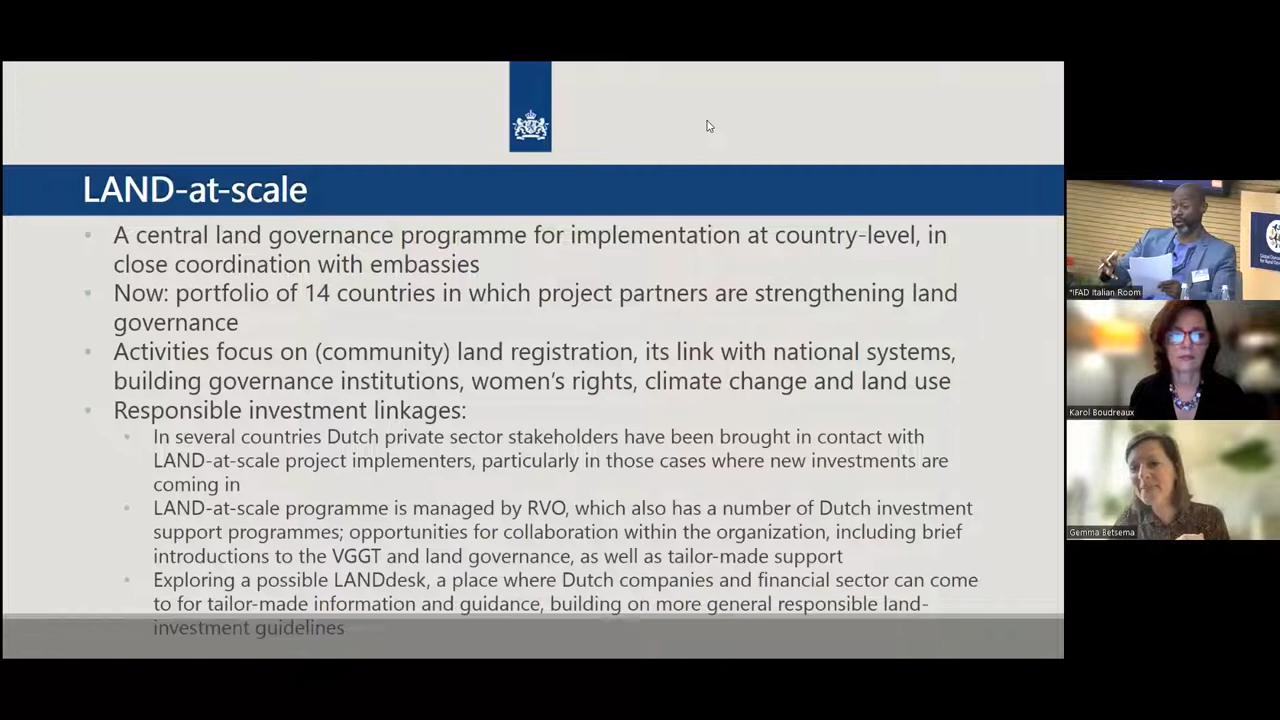 LAND-at-scale
• A central land governance programme for implementation at country-level, in
close coordination with embassies
• Now: portfolio of 14 countries in which project partners are strengthening land
governance
• Activities focus on (community) land registration, its link with national systems,
building governance institutions, women's rights, climate change and land use
• Responsible investment linkages:
• In several countries Dutch private sector stakeholders have been brought in contact with
LAND-at-scale project implementers, particularly in those cases where new investments are
coming in
• LAND-at-scale programme is managed by RVO, which also has a number of Dutch investment
support programmes; opportunities for collaboration within the organization, including brief
introductions to the VGGT and land governance, as well as tailor-made support
• Exploring a possible LANDdesk, a place where Dutch companies and financial sector can come
to for tailor-made information and guidance, building on more general responsible land-
investment guidelines
*IFAD Italian Room
Karol Boudreaux
Gemma Betsema